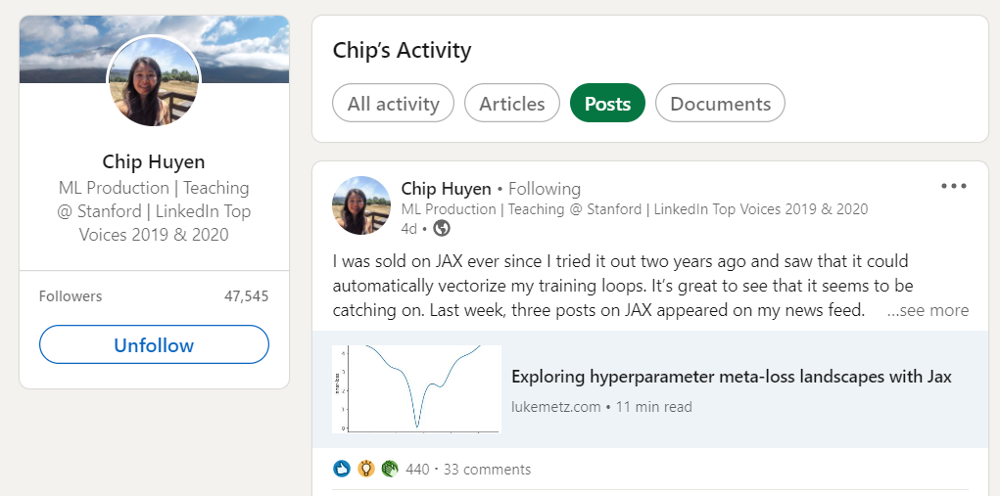 Chip Huyen
ML Production | Teaching
@ Stanford | LinkedIn Top
Voices 2019 & 2020
Followers 47,545
Unfollow
Chip's Activity
All activity Articles Posts Documents
Chip Huyen • Following
ML Production | Teaching @ Stanford | LinkedIn Top Voices 2019 & 2020
4d •
I was sold on JAX ever since I tried it out two years ago and saw that it could
automatically vectorize my training loops. It's great to see that it seems to be
catching on. Last week, three posts on JAX appeared on my news feed. ...see more
Exploring hyperparameter meta-loss landscapes with Jax
lukemetz.com • 11 min read
440 · 33 comments